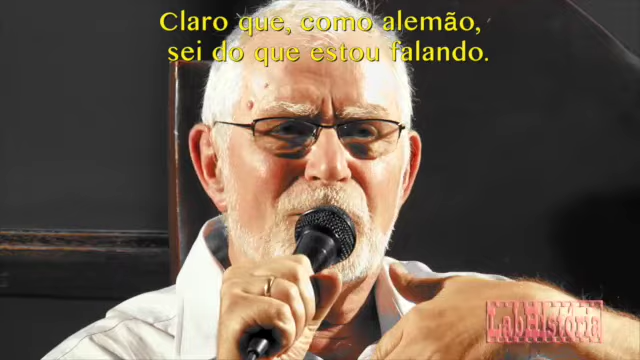 Claro que, como alemão,
sei do que estou falando.
LabHistória